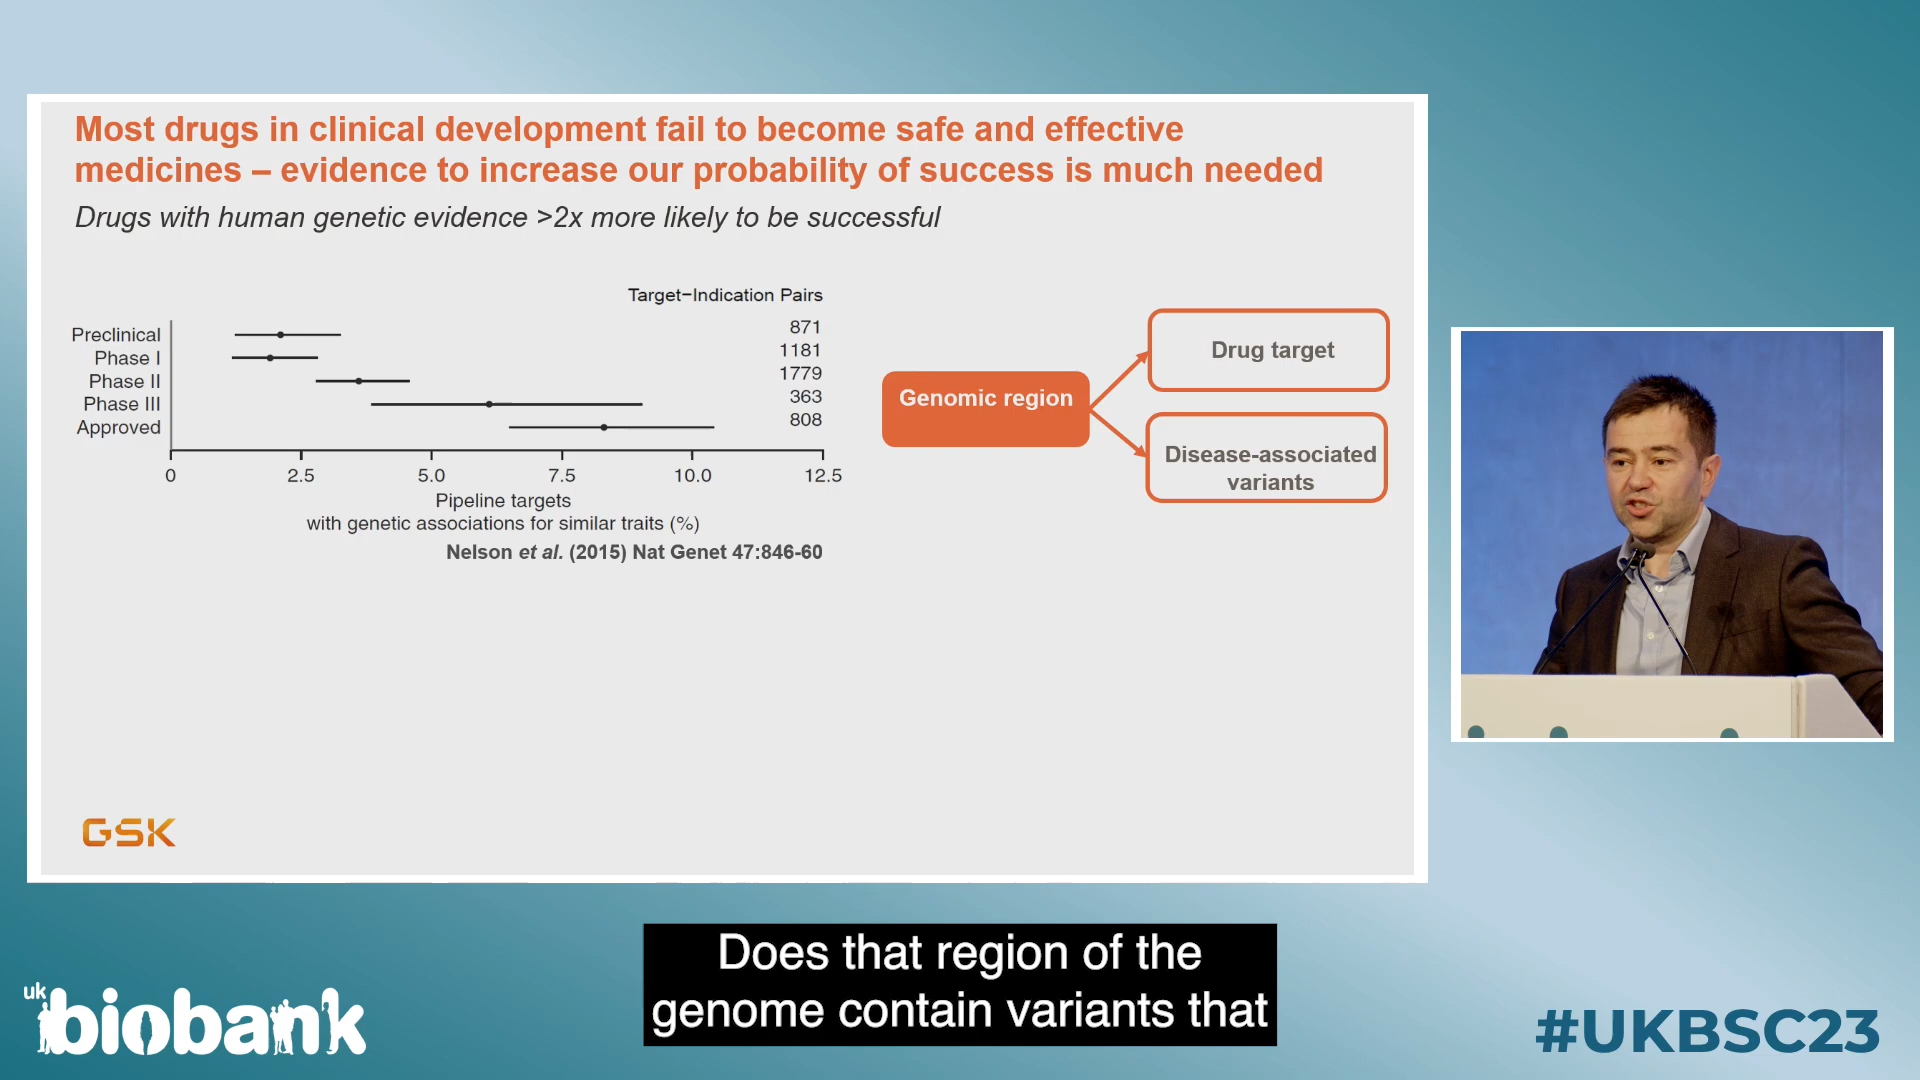 Most drugs in clinical development fail to become safe and effective
medicines – evidence to increase our probability of success is much needed
Drugs with human genetic evidence >2x more likely to be successful
Target−Indication Pairs
Preclinical 871
Phase I 1181
Phase II 1779
Phase III 363
Approved 808
0 2.5 5.0 7.5 10.0 12.5
Pipeline targets
with genetic associations for similar traits (%)
Nelson et al. (2015) Nat Genet 47:846-60
Genomic region
Drug target
Disease-associated
variants
GSK
Does that region of the
genome contain variants that
uk
biobank
#UKBSC23